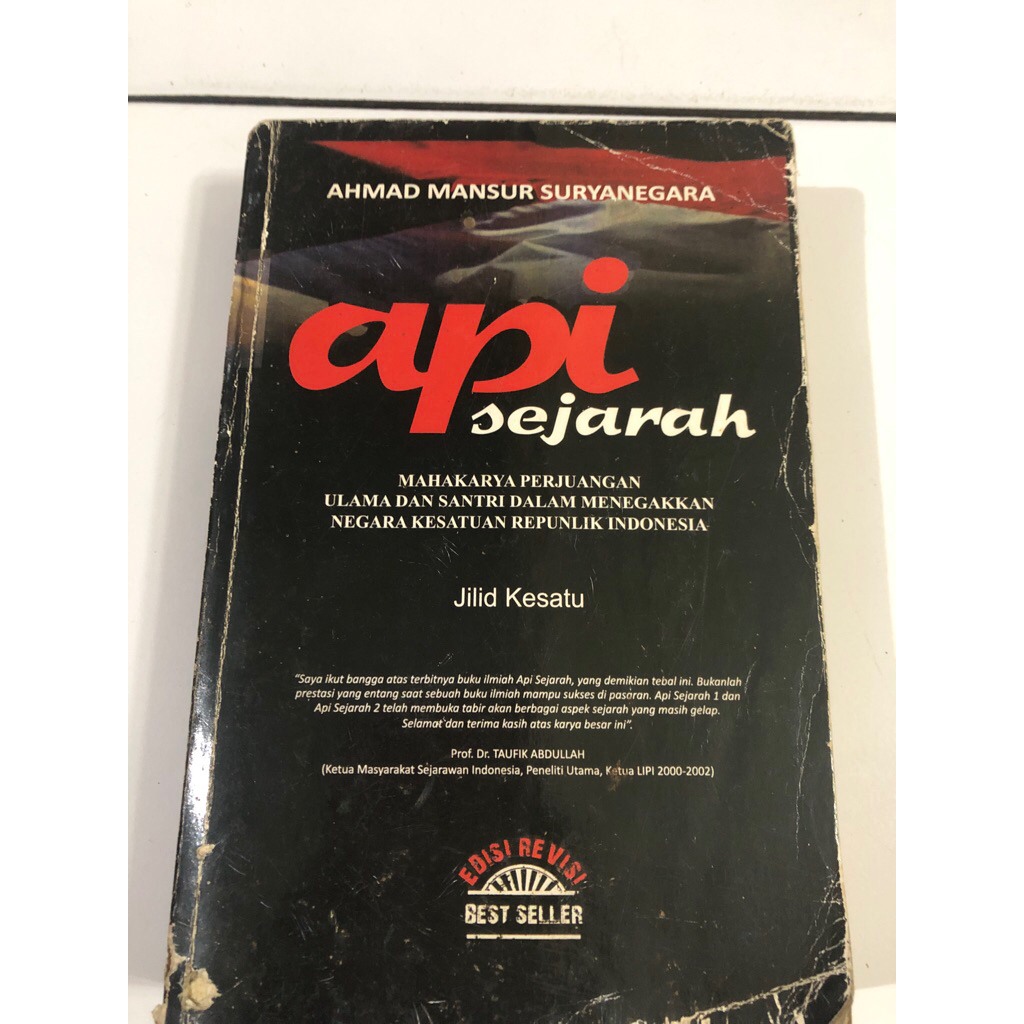 AHMAD MANSUR SURYANEGARA
api
sejarah
MAHAKARYA PERJUANGAN
ULAMA DAN SANTRI DALAM MENEGAKKAN
NEGARA KESATUAN REPUNLIK INDONESIA
Jilid Kesatu
"Saya ikut bangga atas terbitnya buku ilmiah Api Sejarah, yang demikian tebal ini. Bukanlah
prestasi yang entang saat sebuah buku ilmiah mampu sukses di pasaran. Api Sejarah 1 dan
Api Sejarah 2 telah membuka tabir akan berbagai aspek sejarah yang masih gelap.
Selamat dan terima kasih atas karya besar ini".
Prof. Dr. TAUFIK ABDULLAH
(Ketua Masyarakat Sejarawan Indonesia, Peneliti Utama, Ketua LIPI 2000-2002)
EDISI REVISI
BEST SELLER